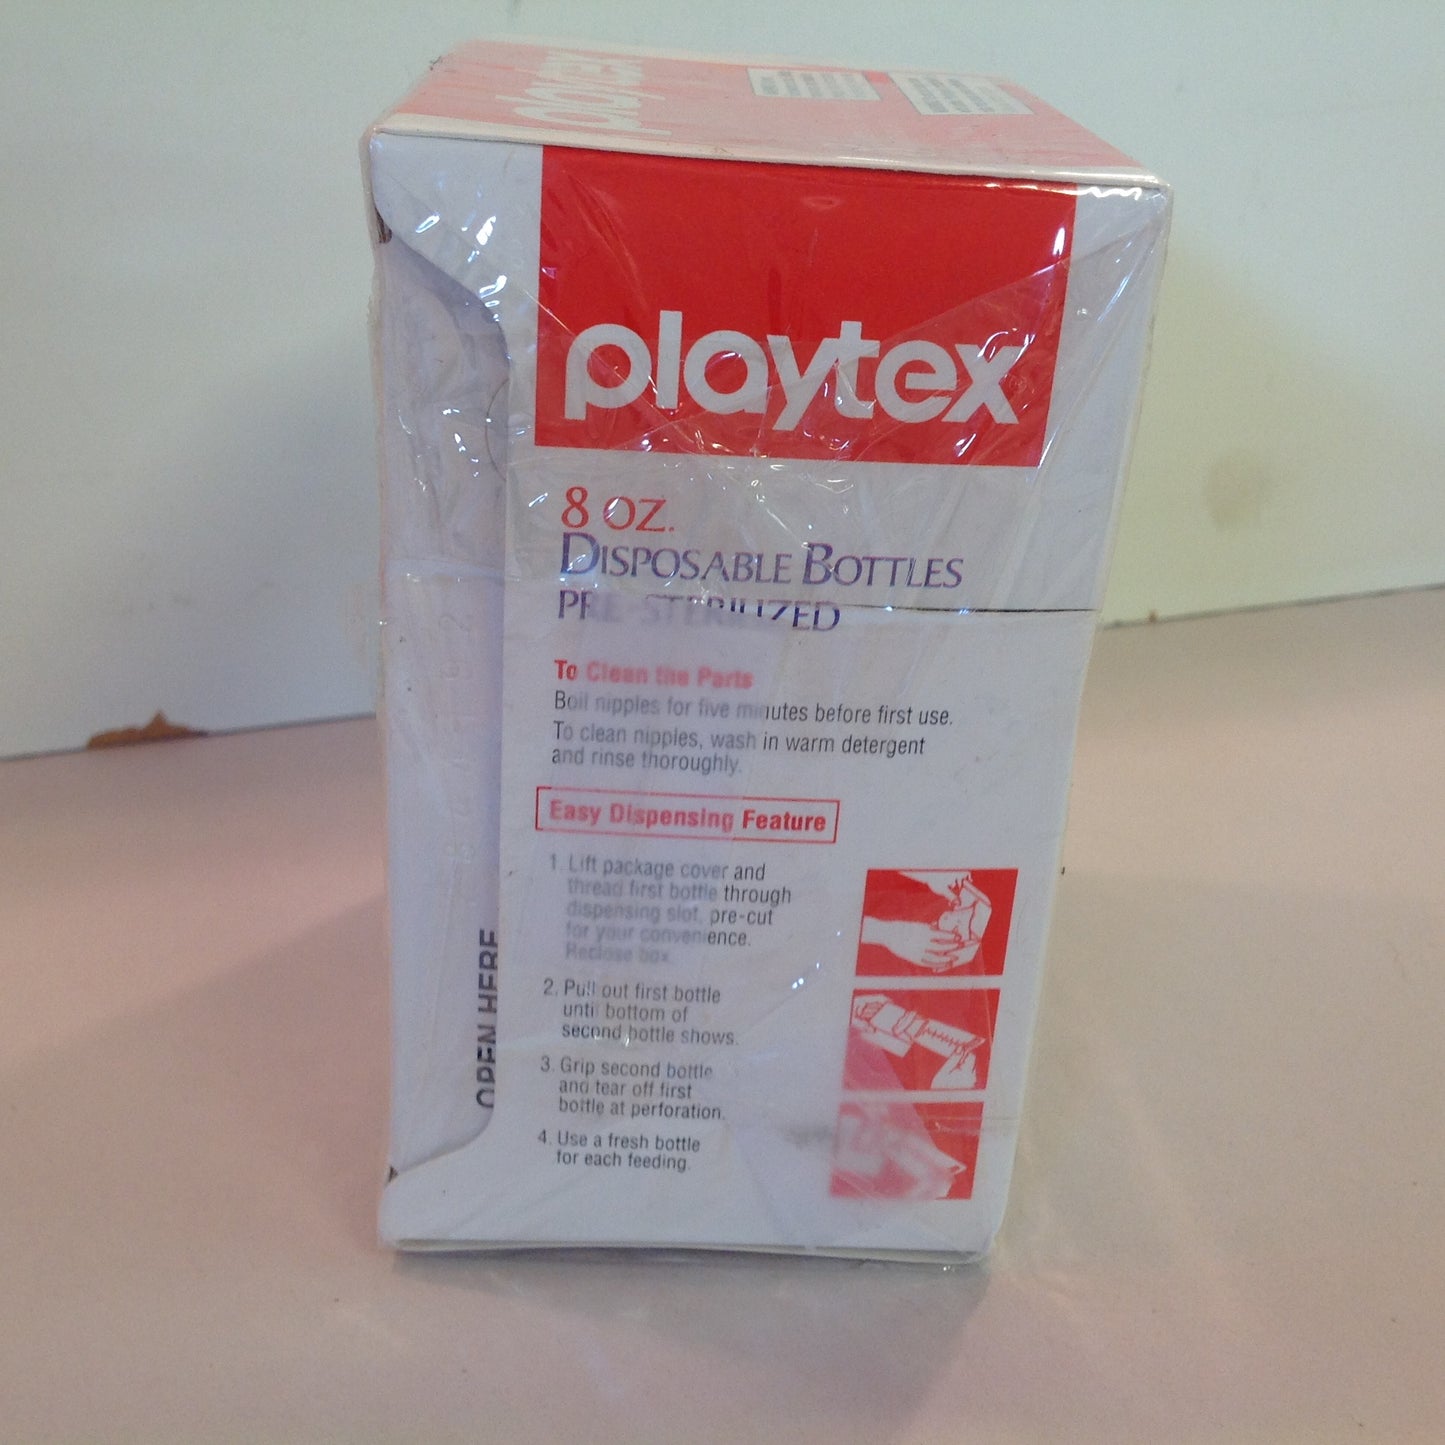 playtex
playtex®
8 OZ.
DISPOSABLE BOTTLES
PRE-STERILIZED
To Clean the Parts
Boil nipples for five minutes before first use.
To clean nipples, wash in warm detergent
and rinse thoroughly.
Easy Dispensing Feature
1. Lift package cover and
thread first bottle through
dispensing slot, pre-cut
for your convenience.
Reclose box.
2. Pull out first bottle
until bottom of
second bottle shows.
3. Grip second bottle
and tear off first
bottle at perforation.
4. Use a fresh bottle
for each feeding.
OPEN HERE